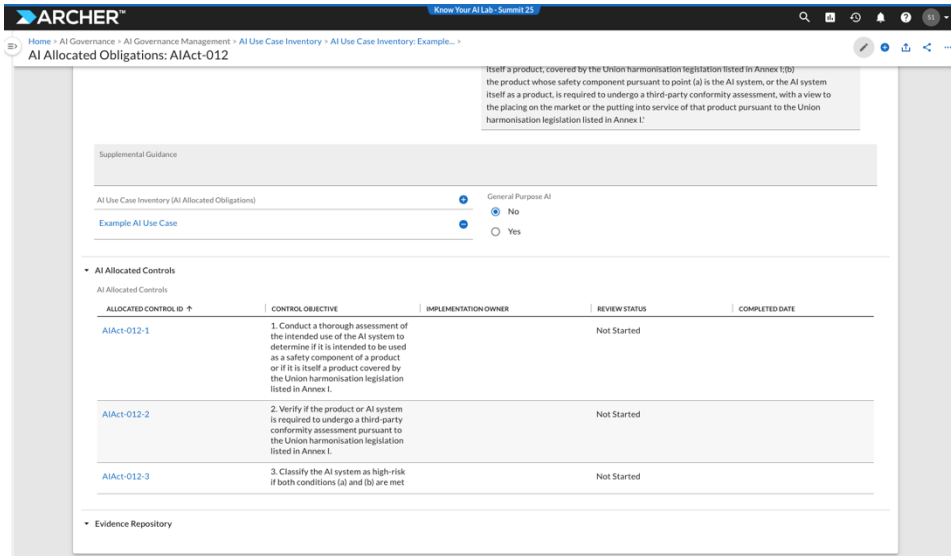 Know Your AI Lab - Summit 25
ARCHER™
S1
Home > AI Governance > AI Governance Management > AI Use Case Inventory > AI Use Case Inventory: Example... >
AI Allocated Obligations: AIAct-012
itself a product, covered by the Union harmonisation legislation listed in Annex I;(b)
the product whose safety component pursuant to point (a) is the AI system, or the AI system
itself as a product, is required to undergo a third-party conformity assessment, with a view to
the placing on the market or the putting into service of that product pursuant to the Union
harmonisation legislation listed in Annex I.'
Supplemental Guidance
AI Use Case Inventory (AI Allocated Obligations)
Example AI Use Case
General Purpose AI
No
Yes
AI Allocated Controls
AI Allocated Controls
ALLOCATED CONTROL ID ↑ CONTROL OBJECTIVE IMPLEMENTATION OWNER REVIEW STATUS COMPLETED DATE
AIAct-012-1
1. Conduct a thorough assessment of
the intended use of the AI system to
determine if it is intended to be used
as a safety component of a product
or if it is itself a product covered by
the Union harmonisation legislation
listed in Annex I.
Not Started
AIAct-012-2
2. Verify if the product or AI system
is required to undergo a third-party
conformity assessment pursuant to
the Union harmonisation legislation
listed in Annex I.
Not Started
AIAct-012-3
3. Classify the AI system as high-risk
if both conditions (a) and (b) are met
Not Started
Evidence Repository